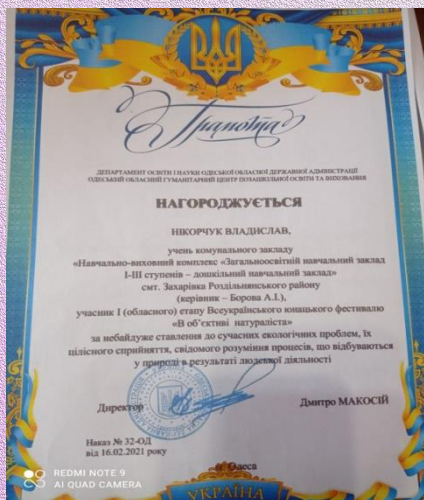 Грамота
ДЕПАРТАМЕНТ ОСВІТИ І НАУКИ ОДЕСЬКОЇ ОБЛАСНОЇ ДЕРЖАВНОЇ АДМІНІСТРАЦІЇ
ОДЕСЬКИЙ ОБЛАСНИЙ ГУМАНІТАРНИЙ ЦЕНТР ПОЗАШКІЛЬНОЇ ОСВІТИ ТА ВИХОВАННЯ
НАГОРОДЖУЄТЬСЯ
НІКОРЧУК ВЛАДИСЛАВ,
учень комунального закладу
«Навчально-виховний комплекс «Загальноосвітній навчальний заклад
І-ІІІ ступенів – дошкільний навчальний заклад»
смт. Захарівка Роздільнянського району
(керівник – Борова А.І.),
учасник І (обласного) етапу Всеукраїнського юнацького фестивалю
«В об’єктиві натураліста»
за небайдуже ставлення до сучасних екологічних проблем, їх
цілісного сприйняття, свідомого розуміння процесів, що відбуваються
у природі в результаті людської діяльності
Директор Дмитро МАКОСІЙ
Наказ № 32-ОД
від 16.02.2021 року
м. Одеса
УКРАЇНА
REDMI NOTE 9
AI QUAD CAMERA